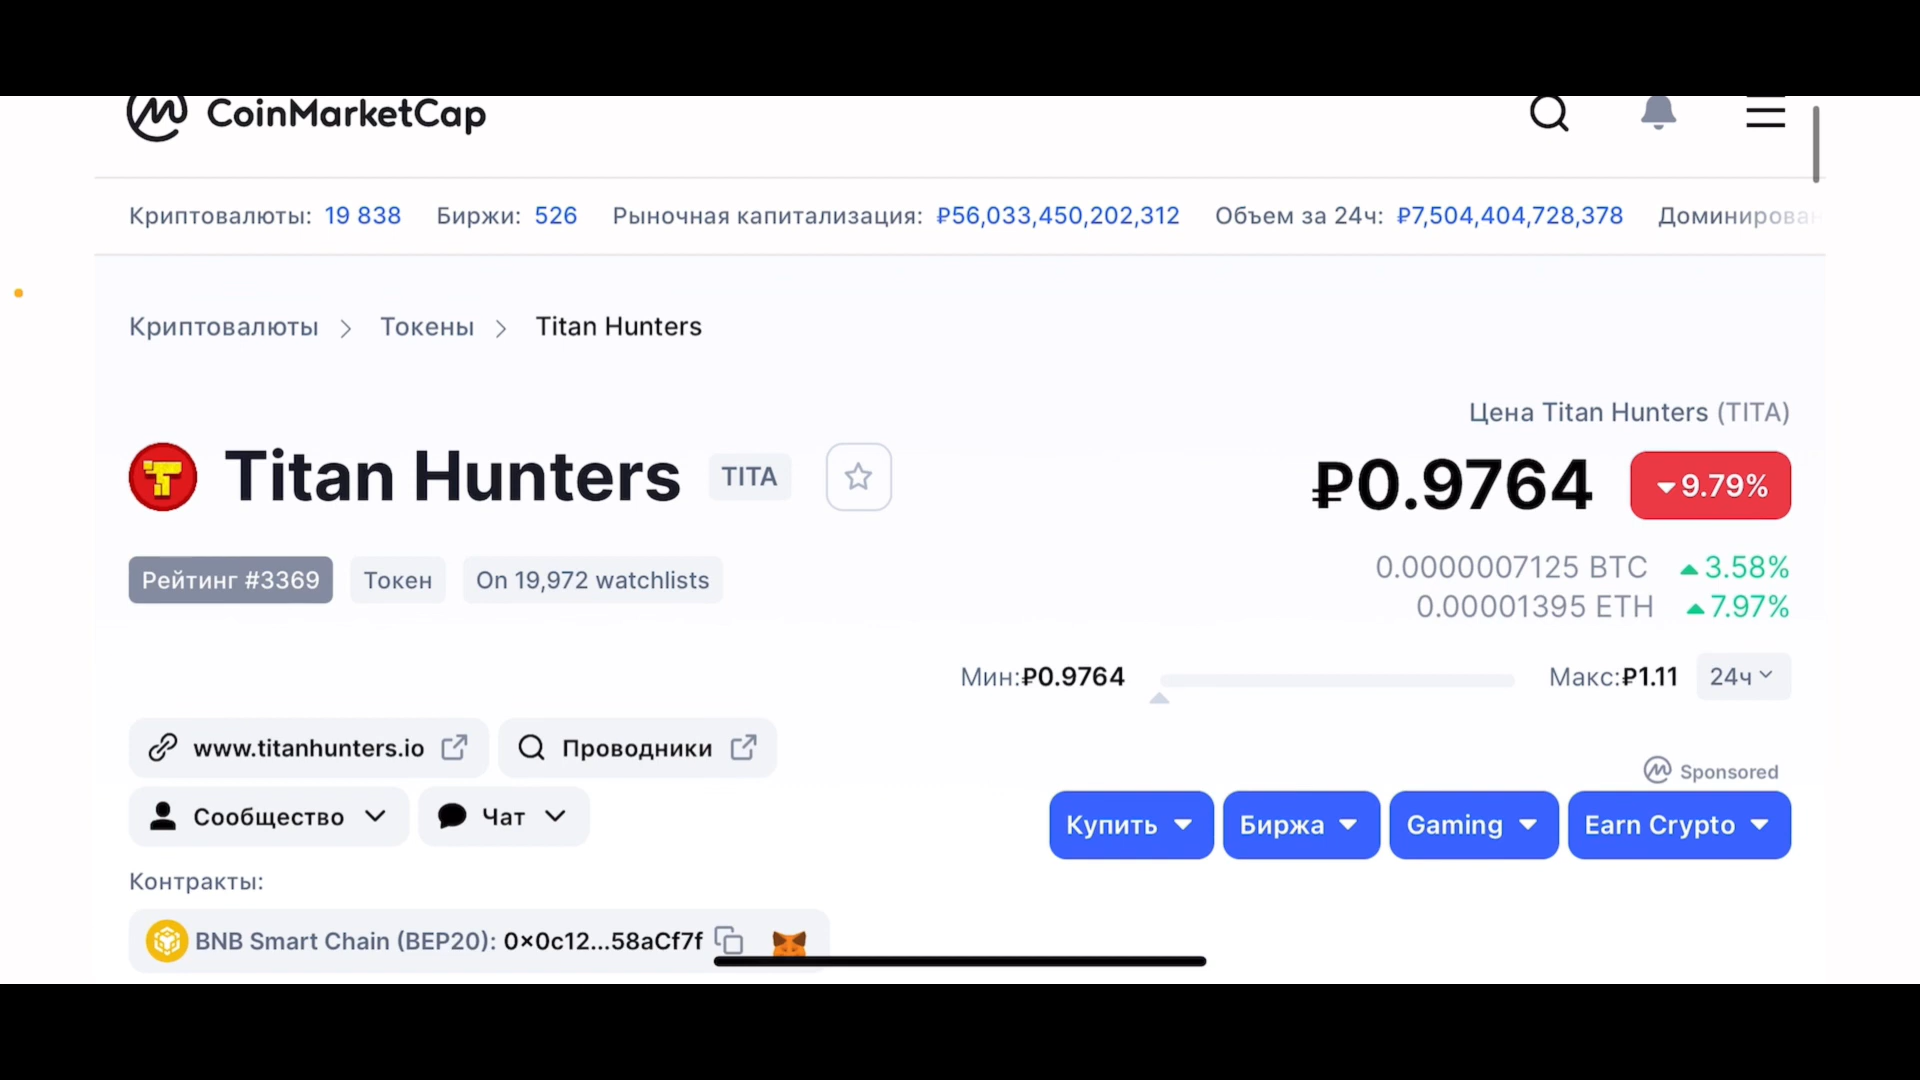 CoinMarketCap
Криптовалюты: 19 838 Биржи: 526 Рыночная капитализация: ₽56,033,450,202,312 Объем за 24ч: ₽7,504,404,728,378 Доминирован
Криптовалюты > Токены > Titan Hunters
Цена Titan Hunters (TITA)
Titan Hunters TITA ₽0.9764 9.79%
0.0000007125 BTC 3.58%
Рейтинг #3369 Токен On 19,972 watchlists
0.00001395 ETH 7.97%
Мин:₽0.9764 Макс:₽1.11 24ч
www.titanhunters.io Проводники
Sponsored
Сообщество Чат
Купить Биржа Gaming Earn Crypto
Контракты:
BNB Smart Chain (BEP20): 0x0c12...58aCf7f